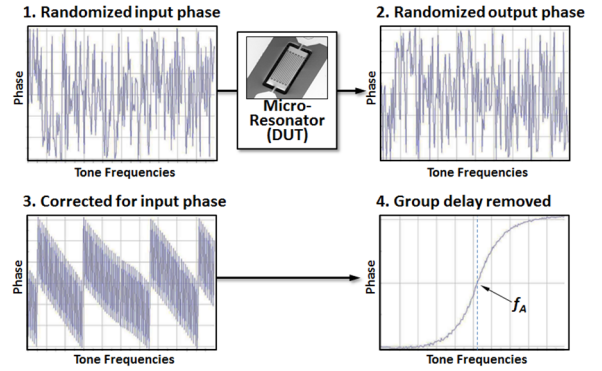 1. Randomized input phase
2. Randomized output phase
Phase
Tone Frequencies
Micro-
Resonator
(DUT)
Phase
Tone Frequencies
3. Corrected for input phase
4. Group delay removed
Phase
Tone Frequencies
Phase
fA
Tone Frequencies